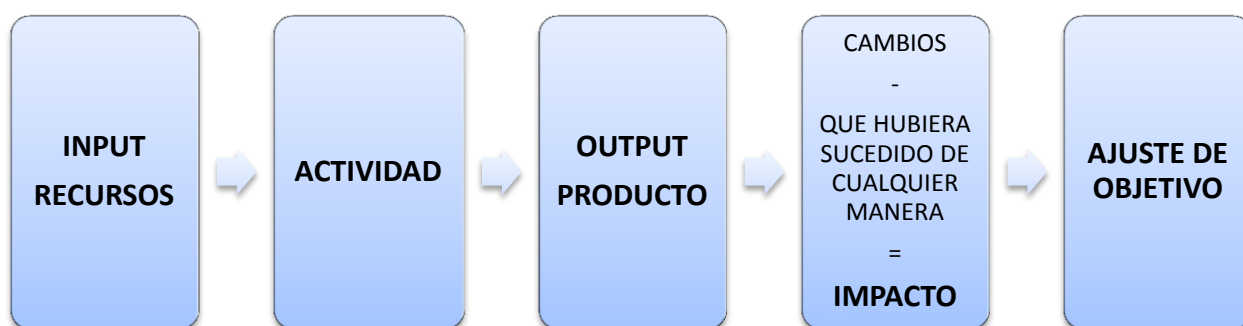 INPUT
RECURSOS
ACTIVIDAD
OUTPUT
PRODUCTO
CAMBIOS
-
QUE HUBIERA
SUCEDIDO DE
CUALQUIER
MANERA
=
IMPACTO
AJUSTE DE
OBJETIVO